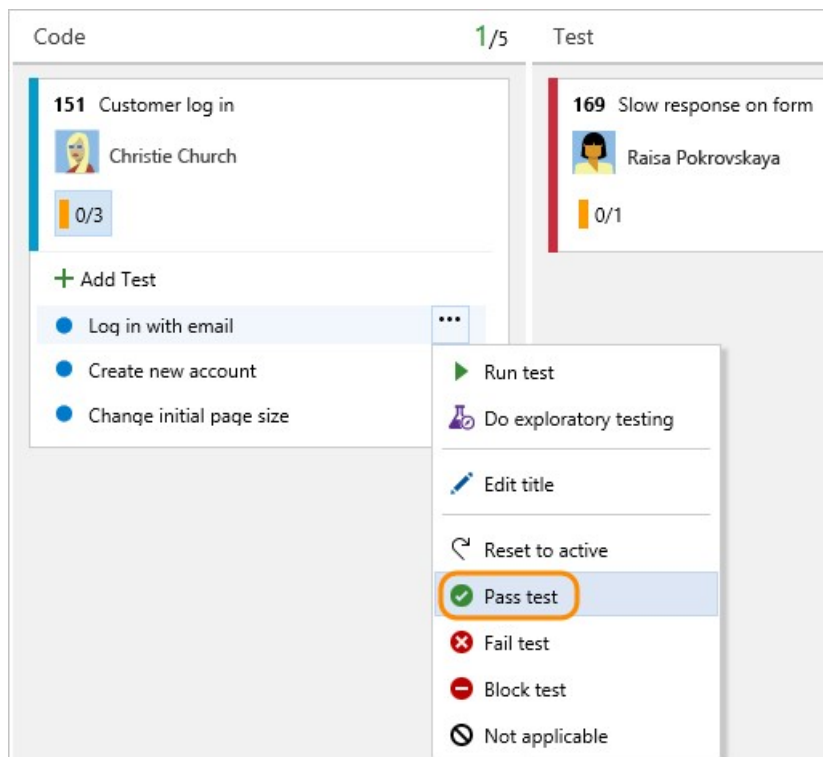 Code 1/5
151 Customer log in
Christie Church
0/3
+ Add Test
Log in with email ...
Create new account
Change initial page size
Run test
Do exploratory testing
Edit title
Reset to active
Pass test
Fail test
Block test
Not applicable
Test
169 Slow response on form
Raisa Pokrovskaya
0/1